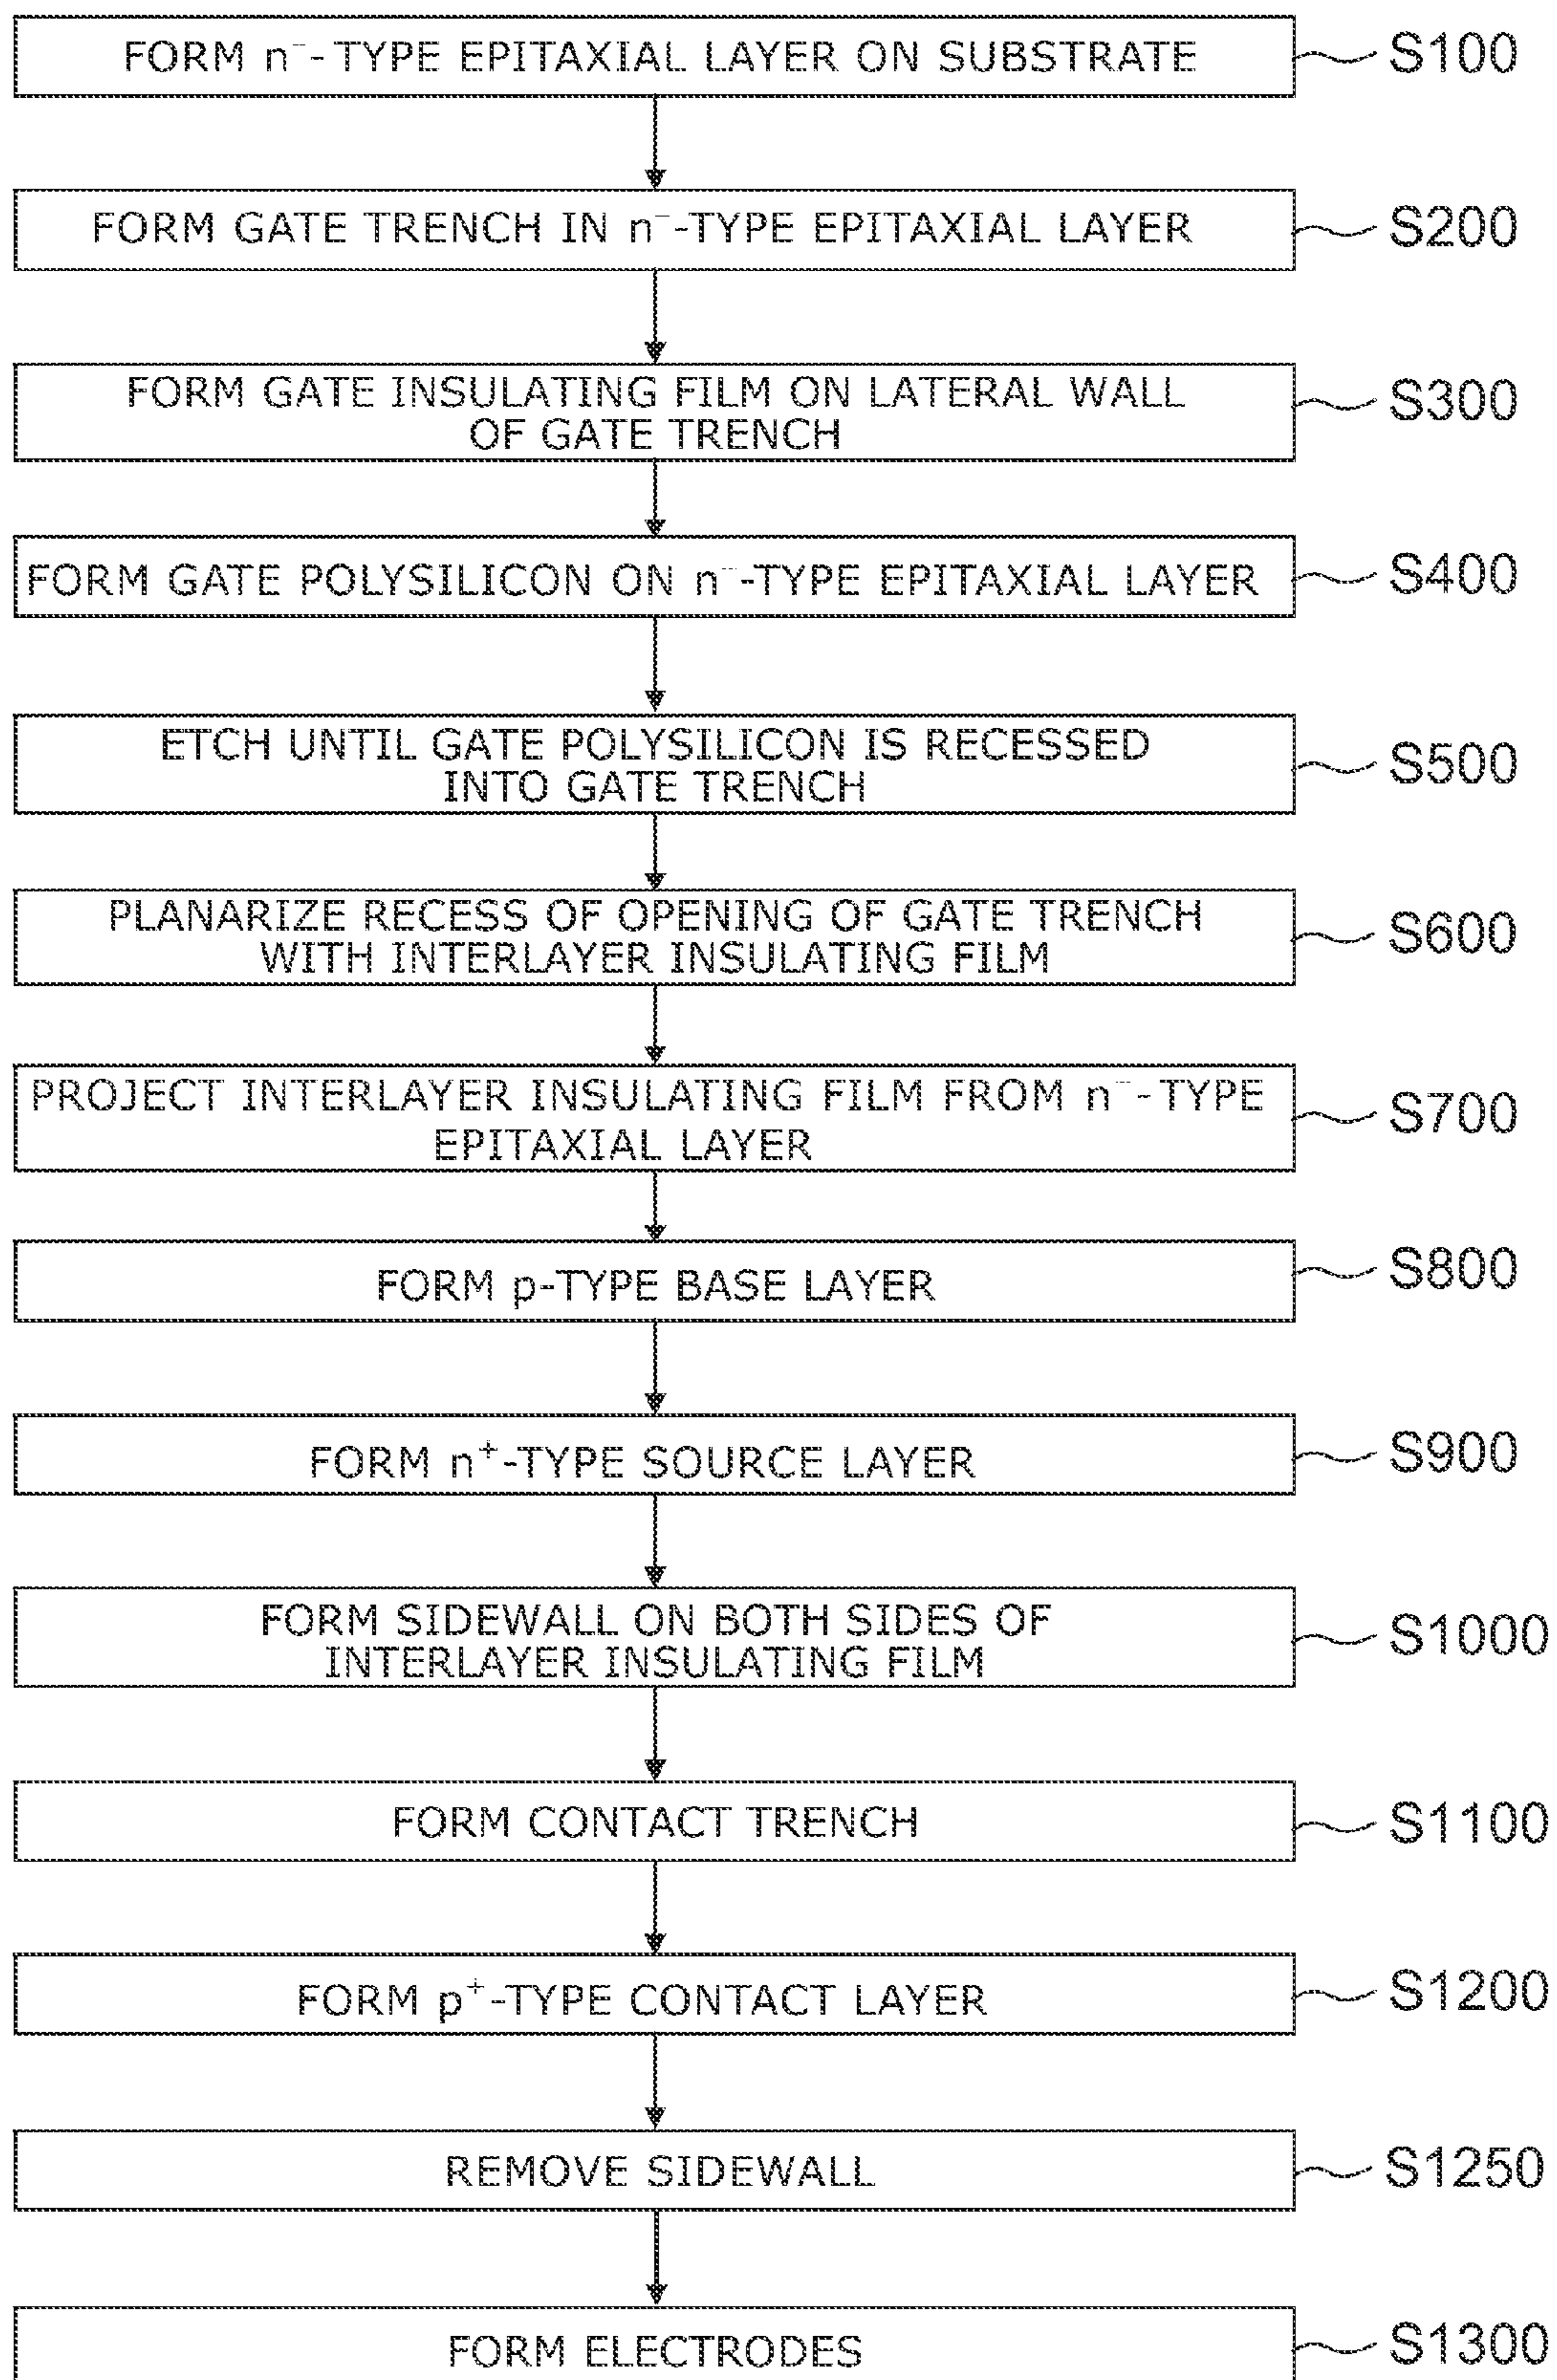 FORM n⁻-TYPE EPITAXIAL LAYER ON SUBSTRATE
S100
FORM GATE TRENCH IN n⁻-TYPE EPITAXIAL LAYER
S200
FORM GATE INSULATING FILM ON LATERAL WALL
OF GATE TRENCH
S300
FORM GATE POLYSILICON ON n⁻-TYPE EPITAXIAL LAYER
S400
ETCH UNTIL GATE POLYSILICON IS RECESSED
INTO GATE TRENCH
S500
PLANARIZE RECESS OF OPENING OF GATE TRENCH
WITH INTERLAYER INSULATING FILM
S600
PROJECT INTERLAYER INSULATING FILM FROM n⁻-TYPE
EPITAXIAL LAYER
S700
FORM p-TYPE BASE LAYER
S800
FORM n⁺-TYPE SOURCE LAYER
S900
FORM SIDEWALL ON BOTH SIDES OF
INTERLAYER INSULATING FILM
S1000
FORM CONTACT TRENCH
S1100
FORM p⁺-TYPE CONTACT LAYER
S1200
REMOVE SIDEWALL
S1250
FORM ELECTRODES
S1300